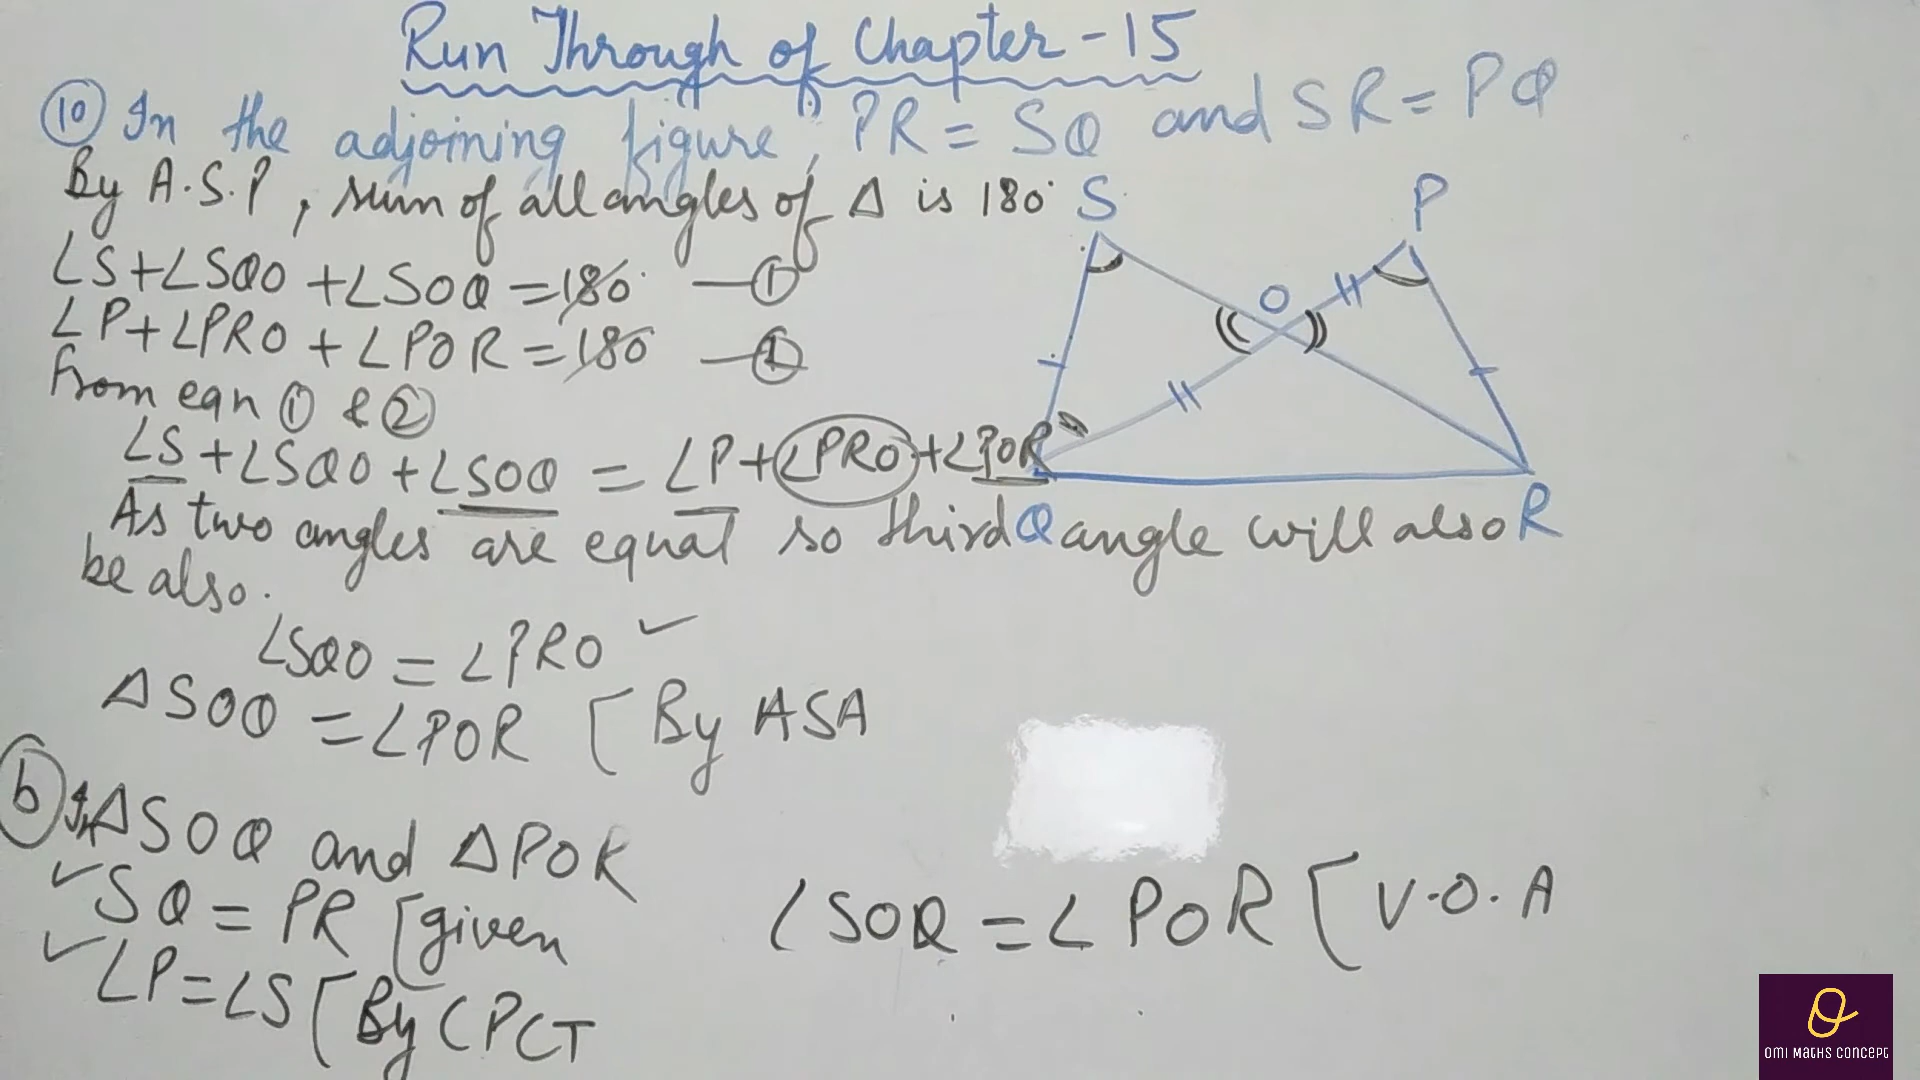 Run Through of Chapter-15
⑩ In the adjoining figure, PR = SQ and SR = PQ
By A.S.P, sum of all angles of Δ is 180°
∠S+∠SQO+∠SOQ=180° —①
∠P+∠PRO+∠POR=180 —②
From eqn ① & ②
∠S+∠SQO+∠SOQ = ∠P+∠PRO+∠POR
As two angles are equal so third angle will also
be also.
∠SQO = ∠PRO ✓
ΔSOQ = ∠POR [By ASA
ⓑ In ΔSOQ and ΔPOR
✓ SQ = PR [given
✓ ∠P=∠S [By CPCT
∠SOQ = ∠POR [V.O.A
S
P
O
Q
R
OMI MATHS CONCEPT